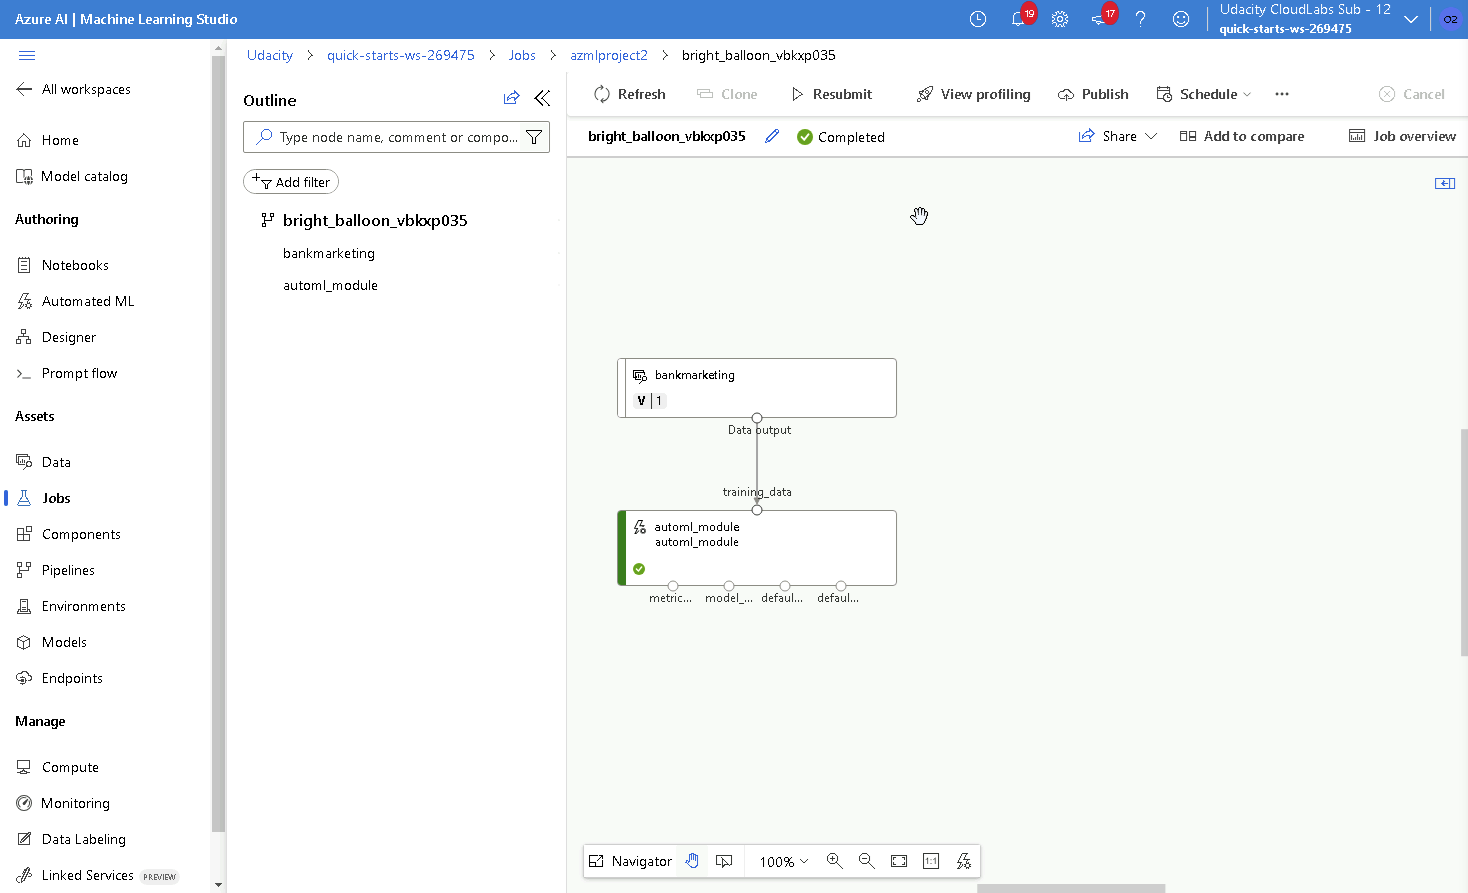 Azure AI | Machine Learning Studio
19
17
Udacity CloudLabs Sub - 12
quick-starts-ws-269475
O2
All workspaces
Home
Model catalog
Authoring
Notebooks
Automated ML
Designer
Prompt flow
Assets
Data
Jobs
Components
Pipelines
Environments
Models
Endpoints
Manage
Compute
Monitoring
Data Labeling
Linked Services PREVIEW
Udacity > quick-starts-ws-269475 > Jobs > azmlproject2 > bright_balloon_vbkxp035
Outline
Type node name, comment or compo...
Add filter
bright_balloon_vbkxp035
bankmarketing
automl_module
Refresh Clone Resubmit View profiling Publish Schedule ... Cancel
bright_balloon_vbkxp035 Completed Share Add to compare Job overview
bankmarketing
V | 1
Data output
training_data
automl_module
automl_module
metric... model_... defaul... defaul...
Navigator 100% 1:1